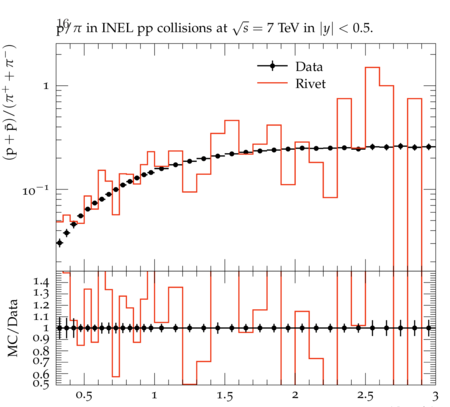 16
p/π in INEL pp collisions at √s = 7 TeV in |y| < 0.5.
(p + p̄)/(π⁺ + π⁻)
Data
Rivet
1
10⁻¹
MC/Data
1.4
1.3
1.2
1.1
1
0.9
0.8
0.7
0.6
0.5
0.5 1 1.5 2 2.5 3